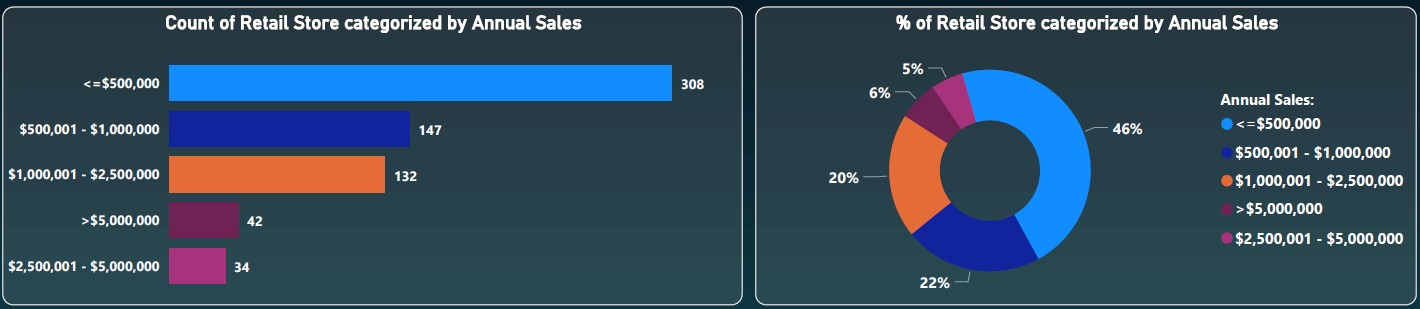 Count of Retail Store categorized by Annual Sales
<=$500,000
308
$500,001 - $1,000,000
147
$1,000,001 - $2,500,000
132
>$5,000,000
42
$2,500,001 - $5,000,000
34
% of Retail Store categorized by Annual Sales
5%
6%
46%
20%
22%
Annual Sales:
<=$500,000
$500,001 - $1,000,000
$1,000,001 - $2,500,000
>$5,000,000
$2,500,001 - $5,000,000